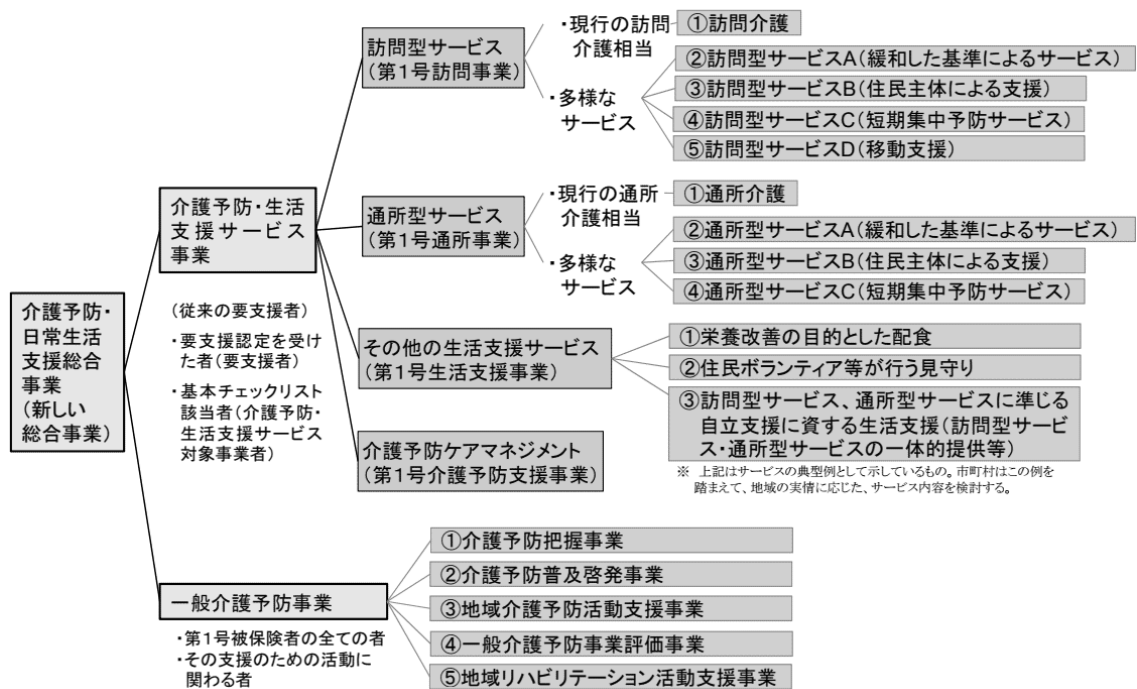 介護予防・
日常生活
支援総合
事業
(新しい
総合事業)
介護予防・生活
支援サービス
事業
(従来の要支援者)
・要支援認定を受け
た者(要支援者)
・基本チェックリスト
該当者(介護予防・
生活支援サービス
対象事業者)
訪問型サービス
(第1号訪問事業)
・現行の訪問
介護相当
①訪問介護
・多様な
サービス
②訪問型サービスA(緩和した基準によるサービス)
③訪問型サービスB(住民主体による支援)
④訪問型サービスC(短期集中予防サービス)
⑤訪問型サービスD(移動支援)
通所型サービス
(第1号通所事業)
・現行の通所
介護相当
①通所介護
・多様な
サービス
②通所型サービスA(緩和した基準によるサービス)
③通所型サービスB(住民主体による支援)
④通所型サービスC(短期集中予防サービス)
その他の生活支援サービス
(第1号生活支援事業)
①栄養改善の目的とした配食
②住民ボランティア等が行う見守り
③訪問型サービス、通所型サービスに準じる
自立支援に資する生活支援(訪問型サービ
ス・通所型サービスの一体的提供等)
※ 上記はサービスの典型例として示しているもの。市町村はこの例を
踏まえて、地域の実情に応じた、サービス内容を検討する。
介護予防ケアマネジメント
(第1号介護予防支援事業)
一般介護予防事業
・第1号被保険者の全ての者
・その支援のための活動に
関わる者
①介護予防把握事業
②介護予防普及啓発事業
③地域介護予防活動支援事業
④一般介護予防事業評価事業
⑤地域リハビリテーション活動支援事業